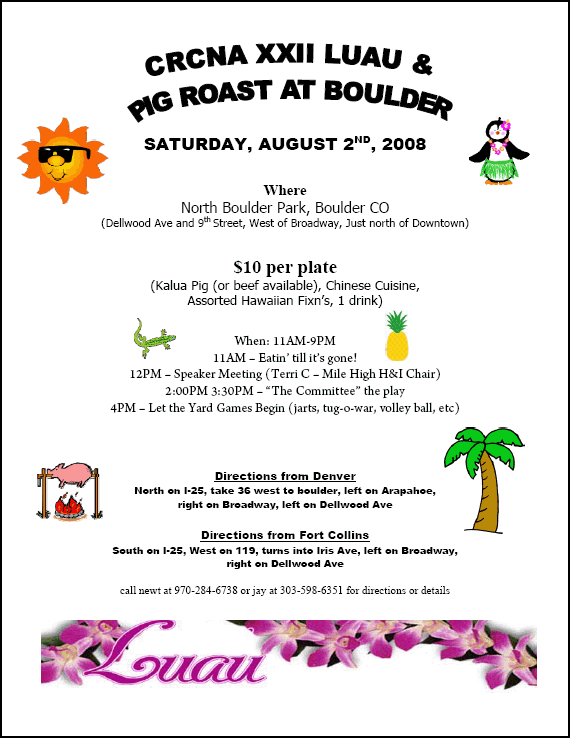 CRCNA XXII LUAU &
PIG ROAST AT BOULDER
SATURDAY, AUGUST 2ND, 2008
Where
North Boulder Park, Boulder CO
(Dellwood Ave and 9th Street, West of Broadway, Just north of Downtown)
$10 per plate
(Kalua Pig (or beef available), Chinese Cuisine,
Assorted Hawaiian Fixn's, 1 drink)
When: 11AM-9PM
11AM – Eatin' till it's gone!
12PM – Speaker Meeting (Terri C – Mile High H&I Chair)
2:00PM 3:30PM – "The Committee" the play
4PM – Let the Yard Games Begin (jarts, tug-o-war, volley ball, etc)
Directions from Denver
North on I-25, take 36 west to boulder, left on Arapahoe,
right on Broadway, left on Dellwood Ave
Directions from Fort Collins
South on I-25, West on 119, turns into Iris Ave, left on Broadway,
right on Dellwood Ave
call newt at 970-284-6738 or jay at 303-598-6351 for directions or details
Luau